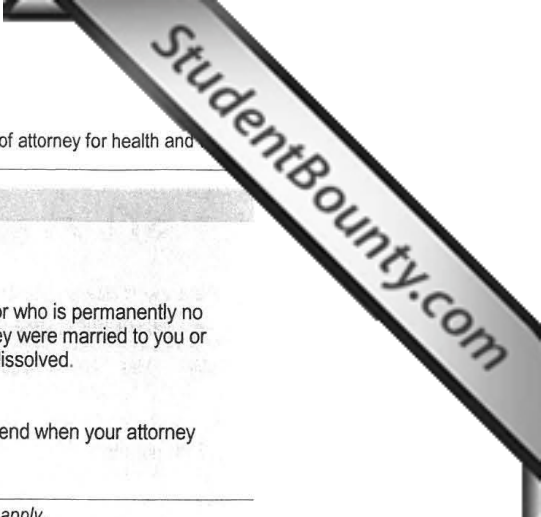 StudentBounty.com
of attorney for health and
or who is permanently no
ey were married to you or
issolved.
end when your attorney
apply